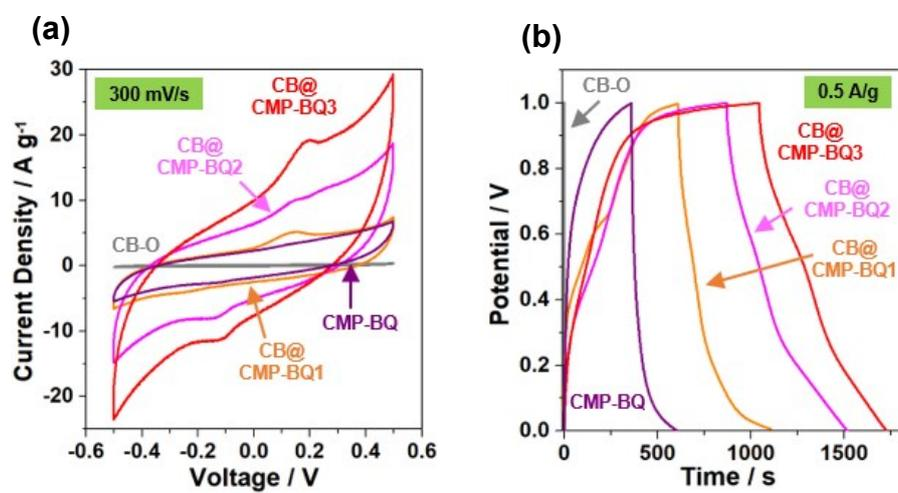 (a)
300 mV/s
CB@
CMP-BQ3
CB@
CMP-BQ2
CB-O
CMP-BQ
CB@
CMP-BQ1
30
20
10
0
-10
-20
Current Density / A g⁻¹
-0.6
-0.4
-0.2
0.0
0.2
0.4
0.6
Voltage / V
(b)
CB-O
0.5 A/g
CB@
CMP-BQ3
CB@
CMP-BQ2
CB@
CMP-BQ1
CMP-BQ
1.0
0.8
0.6
0.4
0.2
0.0
Potential / V
0
500
1000
1500
Time / s